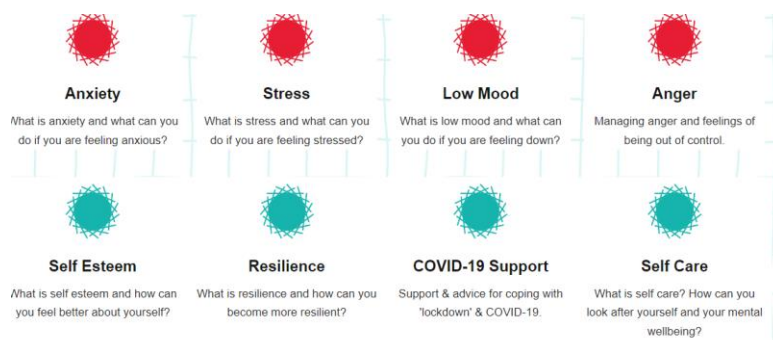 Anxiety
What is anxiety and what can you
do if you are feeling anxious?
Stress
What is stress and what can you
do if you are feeling stressed?
Low Mood
What is low mood and what can
you do if you are feeling down?
Anger
Managing anger and feelings of
being out of control.
Self Esteem
What is self esteem and how can
you feel better about yourself?
Resilience
What is resilience and how can you
become more resilient?
COVID-19 Support
Support & advice for coping with
'lockdown' & COVID-19.
Self Care
What is self care? How can you
look after yourself and your mental
wellbeing?